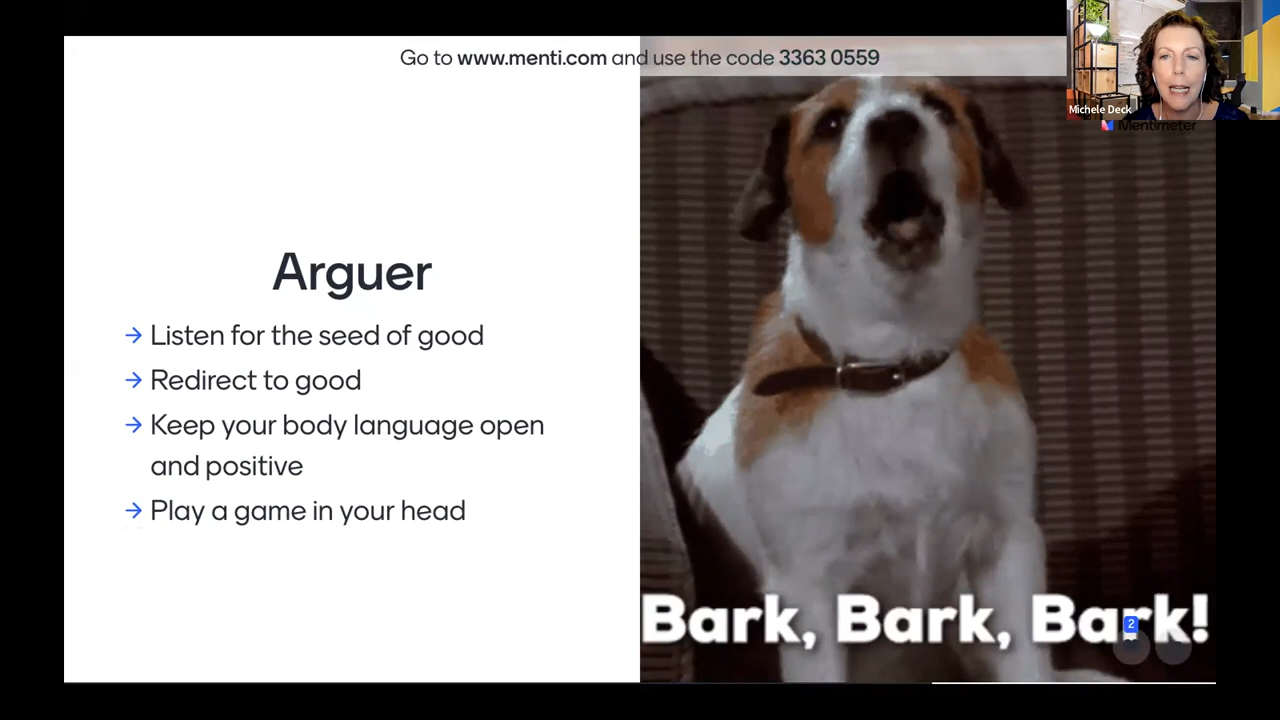 Go to www.menti.com and use the code 3363 0559
Michele Deck
Mentimeter
Arguer
→ Listen for the seed of good
→ Redirect to good
→ Keep your body language open
and positive
→ Play a game in your head
Bark, Bark, Bark!
2